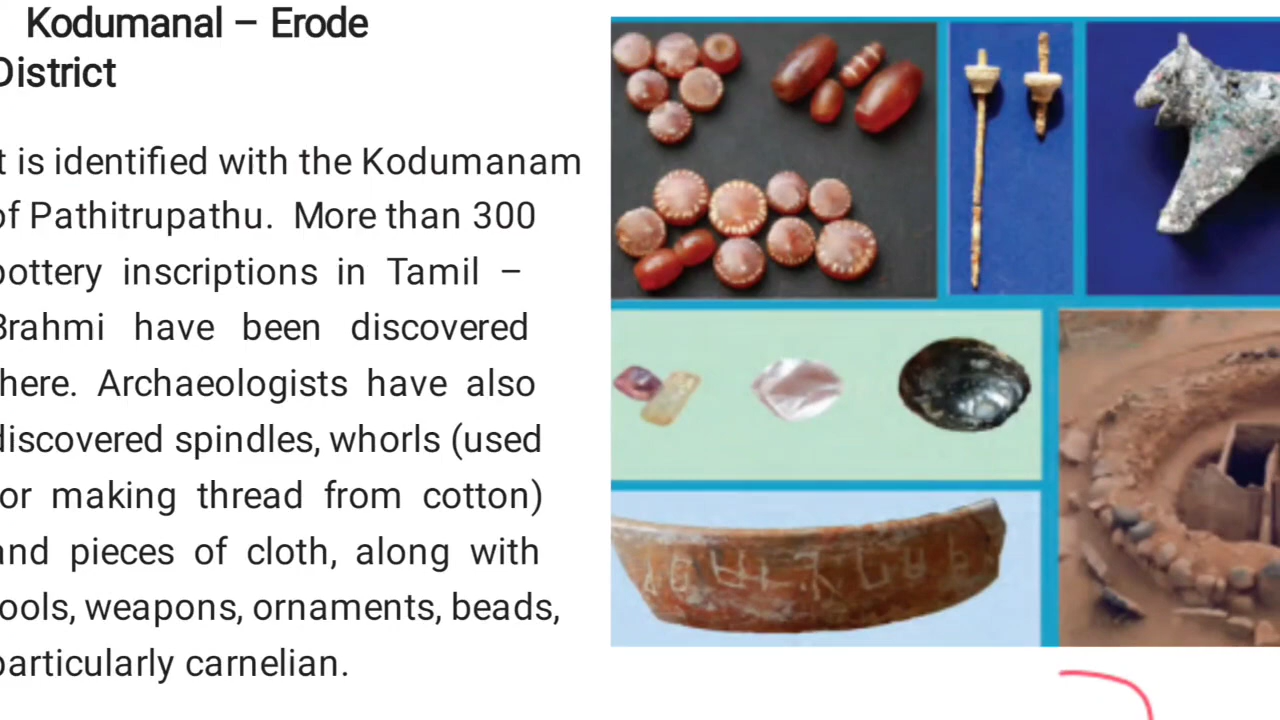 Kodumanal – Erode
District
t is identified with the Kodumanam
of Pathitrupathu. More than 300
pottery inscriptions in Tamil –
Brahmi have been discovered
here. Archaeologists have also
discovered spindles, whorls (used
or making thread from cotton)
and pieces of cloth, along with
ools, weapons, ornaments, beads,
particularly carnelian.